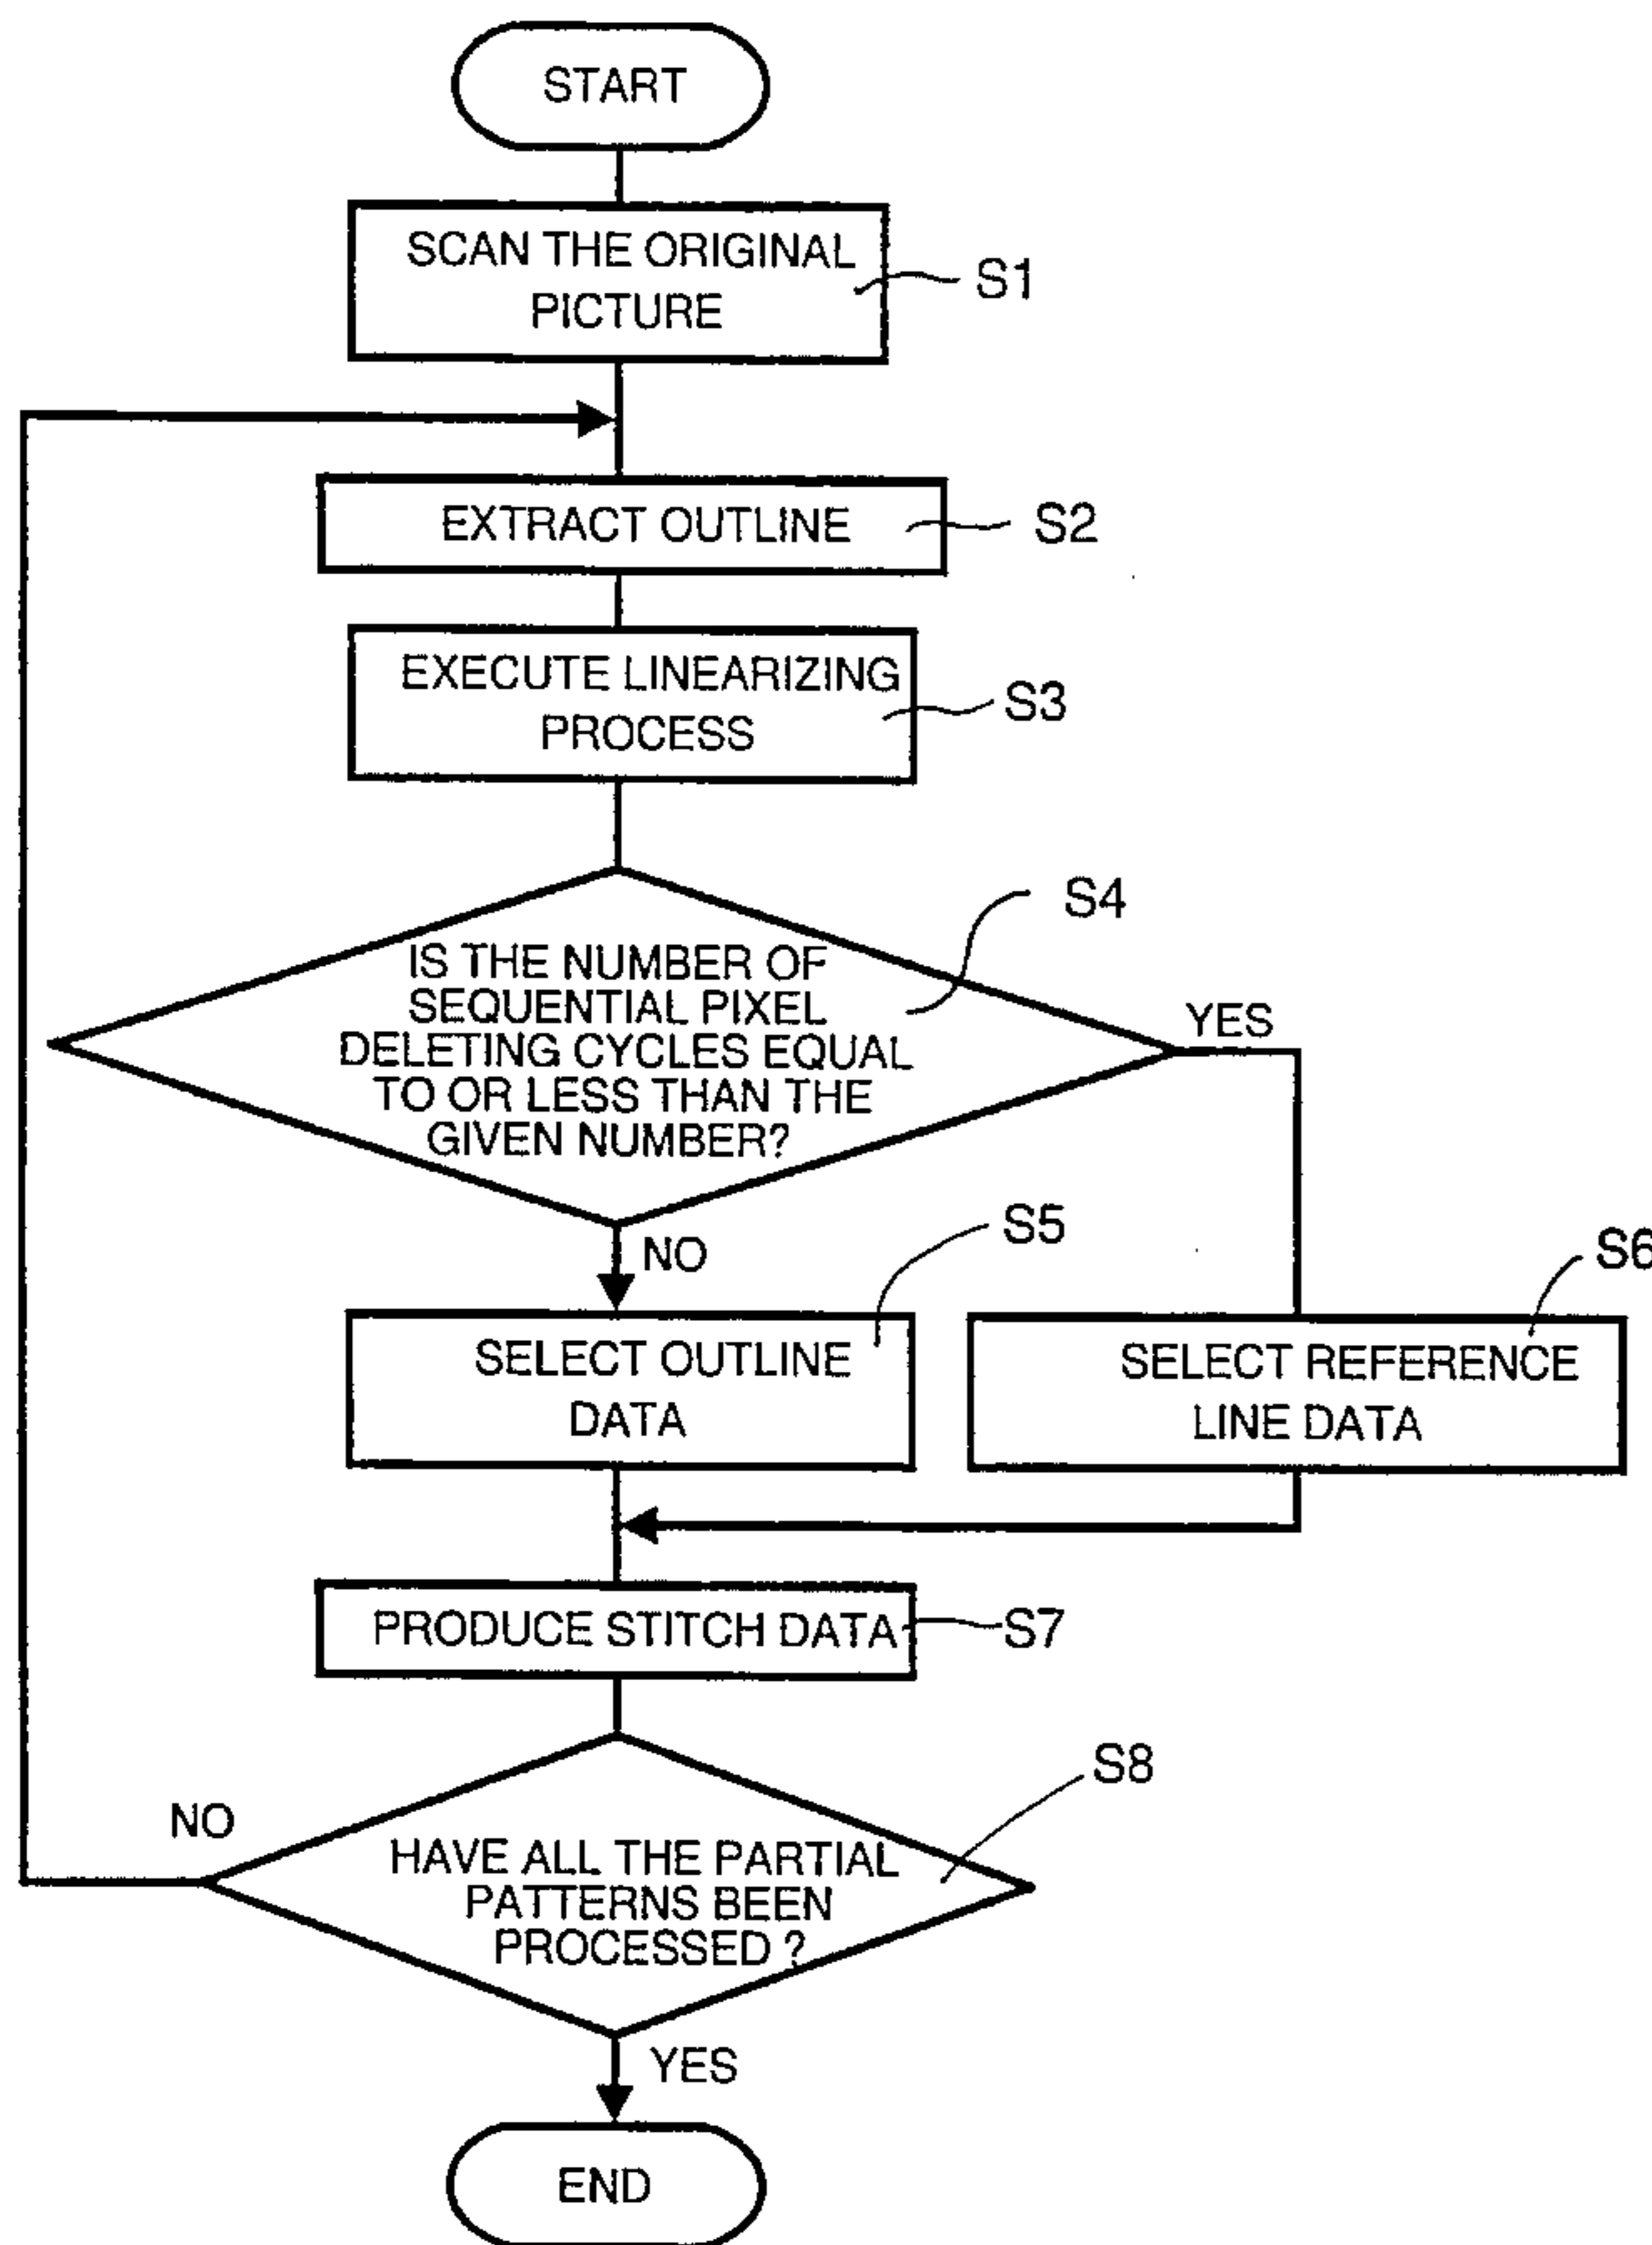 START
SCAN THE ORIGINAL
PICTURE
S1
EXTRACT OUTLINE
S2
EXECUTE LINEARIZING
PROCESS
S3
S4
IS THE NUMBER OF
SEQUENTIAL PIXEL
DELETING CYCLES EQUAL
TO OR LESS THAN THE
GIVEN NUMBER?
YES
NO
S5
SELECT OUTLINE
DATA
S6
SELECT REFERENCE
LINE DATA
PRODUCE STITCH DATA
S7
S8
NO
HAVE ALL THE PARTIAL
PATTERNS BEEN
PROCESSED ?
YES
END